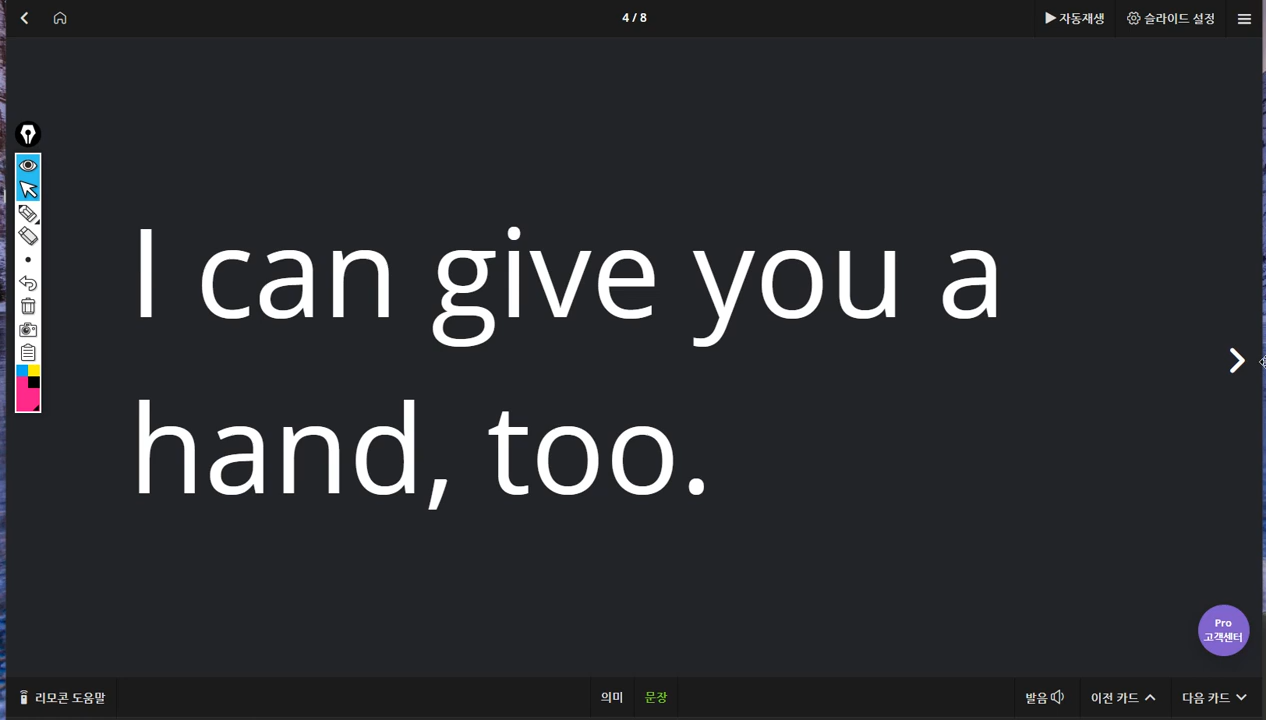 4 / 8
자동재생
슬라이드 설정
I can give you a
hand, too.
Pro
고객센터
리모콘 도움말
의미
문장
발음
이전 카드
다음 카드